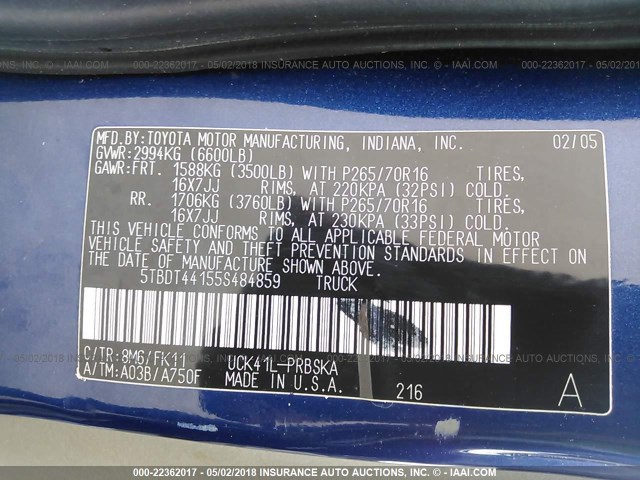 000-22362017 - 05/02/2018 INSURANCE AUTO AUCTIONS, INC. - © IAAI.COM
MFD.BY:TOYOTA MOTOR MANUFACTURING, INDIANA, INC. 02/05
GVWR:2994KG (6600LB)
GAWR:FRT. 1588KG (3500LB) WITH P265/70R16 TIRES,
16X7JJ RIMS, AT 220KPA (32PSI) COLD.
RR. 1706KG (3760LB) WITH P265/70R16 TIRES,
16X7JJ RIMS, AT 230KPA (33PSI) COLD.
THIS VEHICLE CONFORMS TO ALL APPLICABLE FEDERAL MOTOR
VEHICLE SAFETY AND THEFT PREVENTION STANDARDS IN EFFECT ON
THE DATE OF MANUFACTURE SHOWN ABOVE.
5TBDT44155S484859 TRUCK
C/TR:8M6/FK11 UCK41L-PRBSKA
A/TM:A03B/A750F MADE IN U.S.A. 216 A
000-22362017 - 05/02/2018 INSURANCE AUTO AUCTIONS, INC. - © IAAI.COM